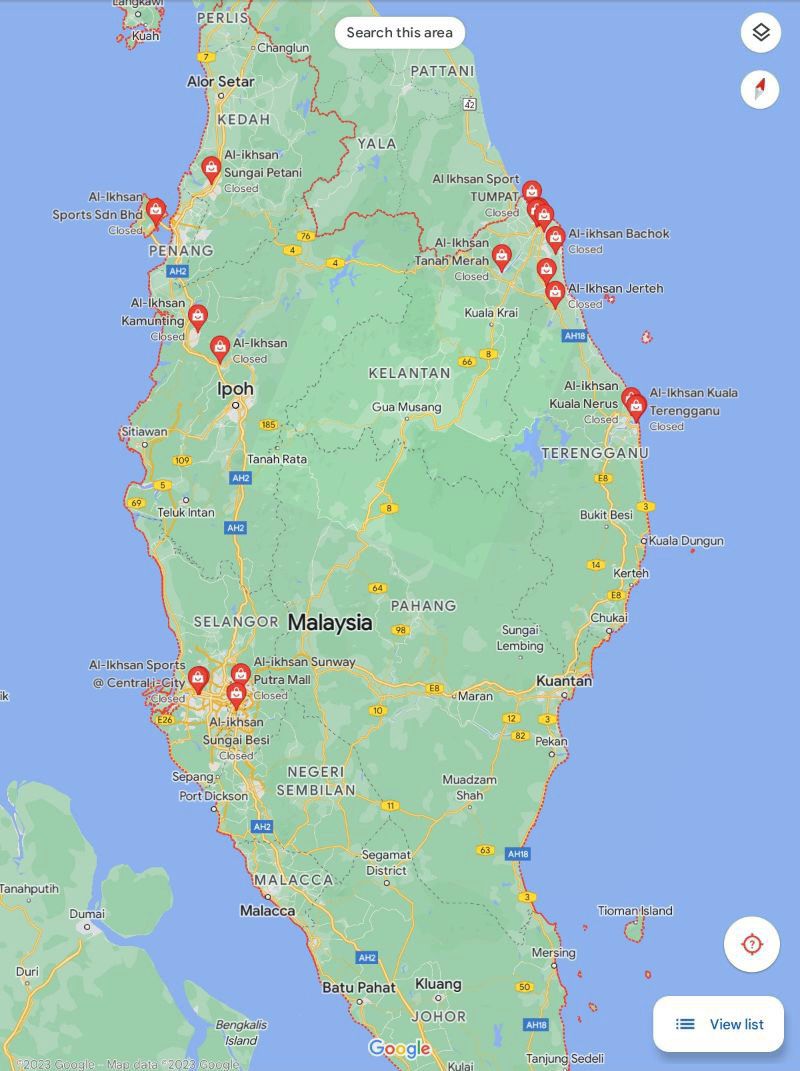 Langkawi
PERLIS
Kuah
Search this area
Changlun
7
PATTANI
Alor Setar
42
KEDAH
YALA
Al-ikhsan
Sungai Petani
Closed
Al Ikhsan Sport
TUMPAT
Closed
Al-Ikhsan
Sports Sdn Bhd
Closed
Al-ikhsan Bachok
Closed
PENANG
76
4
4
Al-Ikhsan
Tanah Merah
Closed
AH2
Al-Ikhsan Jerteh
Closed
Al-Ikhsan
Kamunting
Closed
Kuala Krai
AH18
Al-Ikhsan
Closed
8
66
KELANTAN
Ipoh
Al-ikhsan
Kuala Nerus
Closed
Al-Ikhsan Kuala
Terengganu
Closed
Gua Musang
185
Sitiawan
Tanah Rata
109
TERENGGANU
AH2
E8
5
69
Teluk Intan
8
3
Bukit Besi
AH2
Kuala Dungun
14
Kerteh
64
E8
PAHANG
SELANGOR
Malaysia
98
Chukai
Sungai
Lembing
Al-Ikhsan Sports
@ Central i-City
Closed
Al-ikhsan Sunway
Putra Mall
Closed
Kuantan
E8
Maran
ik
10
12
3
E26
Al-ikhsan
Sungai Besi
Closed
82
Pekan
Sepang
NEGERI
SEMBILAN
Muadzam
Shah
Port Dickson
11
AH2
63
AH18
Segamat
District
MALACCA
3
Tanahputih
Malacca
Dumai
Tioman Island
Mersing
AH2
Duri
Batu Pahat
Kluang
50
JOHOR
Bengkalis
Island
AH18
View list
Google
©2023 Google - Map data ©2023 Google
Kulai
Tanjung Sedeli